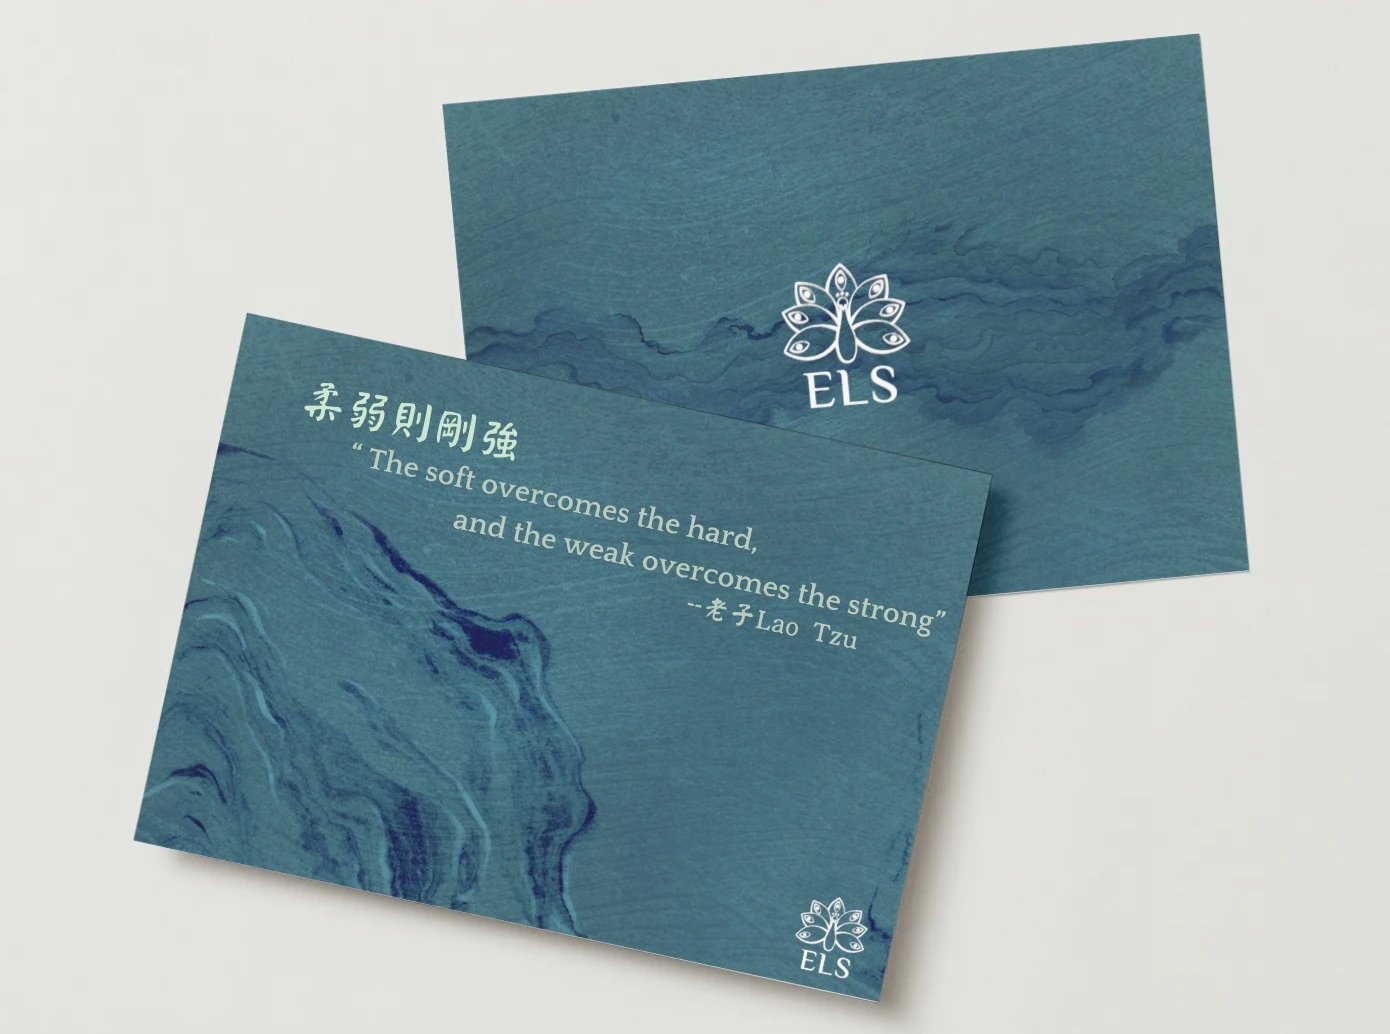 柔弱則剛強
“ The soft overcomes the hard,
and the weak overcomes the strong”
--老子Lao Tzu
ELS
ELS